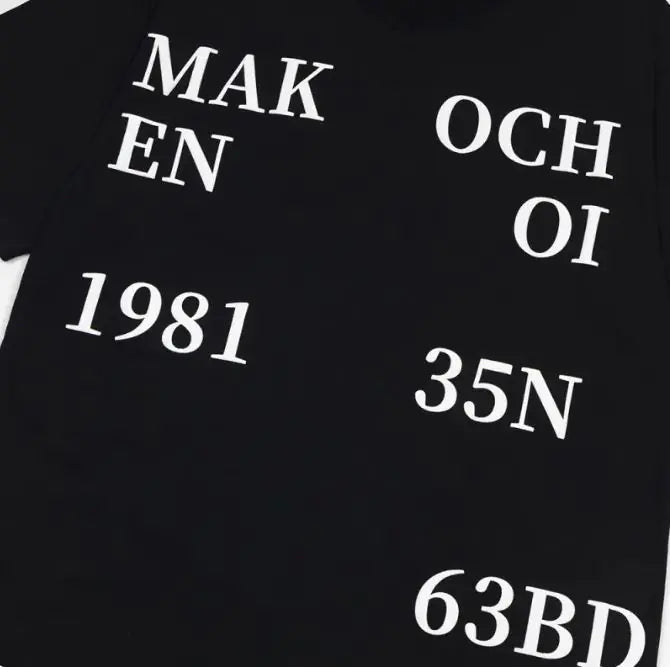 MAK
EN
OCH
OI
1981
35N
63BD